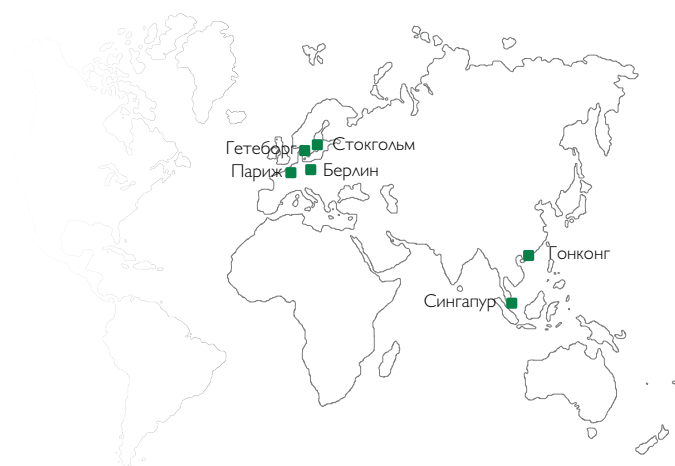 Гетеборг
Стокгольм
Париж
Берлин
Гонконг
Сингапур